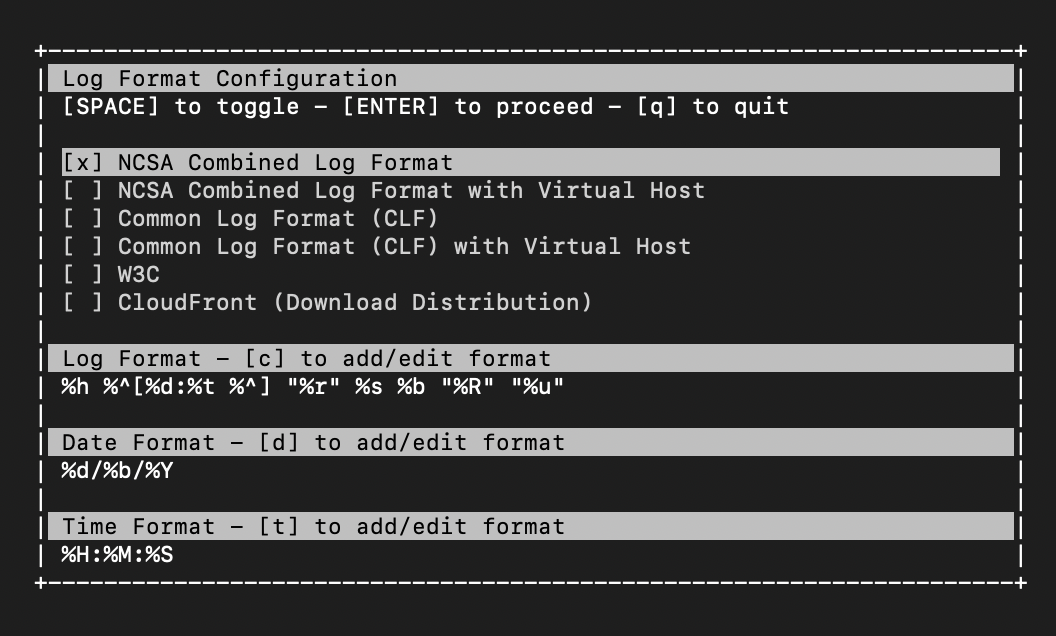 Log Format Configuration
[SPACE] to toggle – [ENTER] to proceed – [q] to quit
[x] NCSA Combined Log Format
[ ] NCSA Combined Log Format with Virtual Host
[ ] Common Log Format (CLF)
[ ] Common Log Format (CLF) with Virtual Host
[ ] W3C
[ ] CloudFront (Download Distribution)
Log Format – [c] to add/edit format
%h %^[%d:%t %^] "%r" %s %b "%R" "%u"
Date Format – [d] to add/edit format
%d/%b/%Y
Time Format – [t] to add/edit format
%H:%M:%S